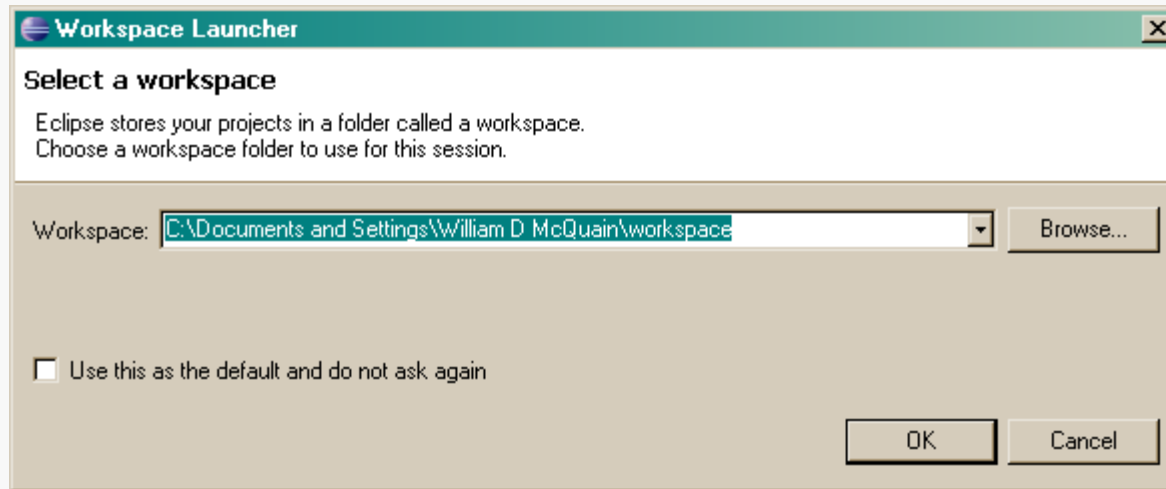 Workspace Launcher
Select a workspace
Eclipse stores your projects in a folder called a workspace.
Choose a workspace folder to use for this session.
Workspace: C:\Documents and Settings\William D McQuain\workspace Browse...
Use this as the default and do not ask again
OK Cancel